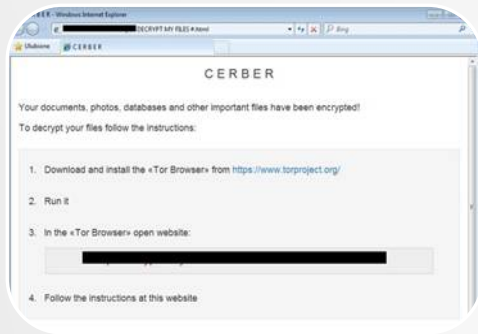 CERBER - Windows Internet Explorer
DECRYPT MY FILES #.html
Bing
Ulubione
CERBER
CERBER
Your documents, photos, databases and other important files have been encrypted!
To decrypt your files follow the instructions:
1. Download and install the «Tor Browser» from https://www.torproject.org/
2. Run it
3. In the «Tor Browser» open website:
4. Follow the instructions at this website